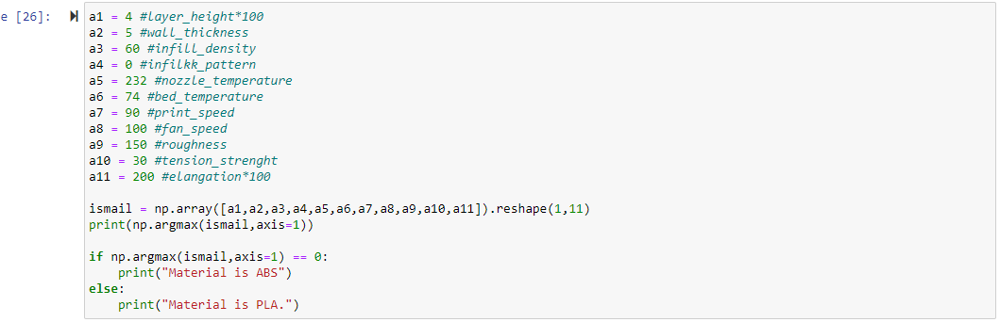 e [26]:
a1 = 4 #layer_height*100
a2 = 5 #wall_thickness
a3 = 60 #infill_density
a4 = 0 #infilkk_pattern
a5 = 232 #nozzle_temperature
a6 = 74 #bed_temperature
a7 = 90 #print_speed
a8 = 100 #fan_speed
a9 = 150 #roughness
a10 = 30 #tension_strenght
a11 = 200 #elangation*100

ismail = np.array([a1,a2,a3,a4,a5,a6,a7,a8,a9,a10,a11]).reshape(1,11)
print(np.argmax(ismail,axis=1))

if np.argmax(ismail,axis=1) == 0:
    print("Material is ABS")
else:
    print("Material is PLA.")